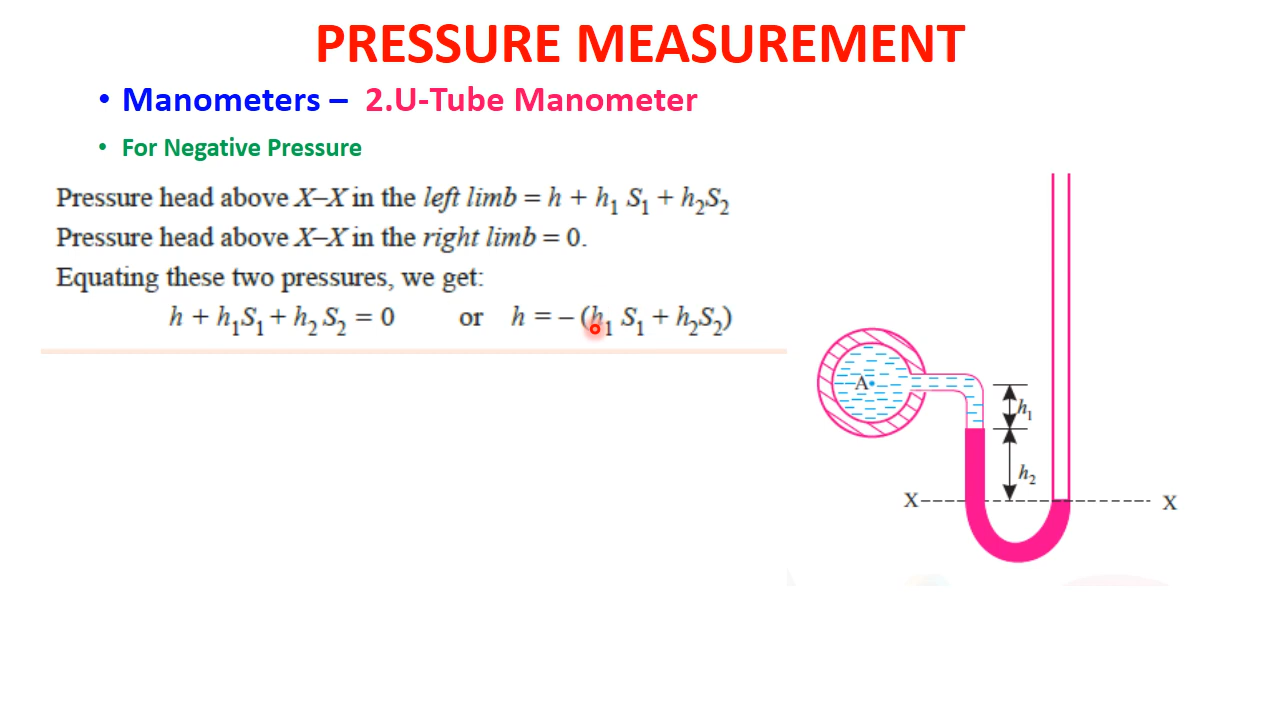 PRESSURE MEASUREMENT
• Manometers – 2.U-Tube Manometer
• For Negative Pressure
Pressure head above X–X in the left limb = h + h₁ S₁ + h₂S₂
Pressure head above X–X in the right limb = 0.
Equating these two pressures, we get:
h + h₁S₁ + h₂ S₂ = 0 or h = – (h₁ S₁ + h₂S₂)
A
h₁
h₂
X
X